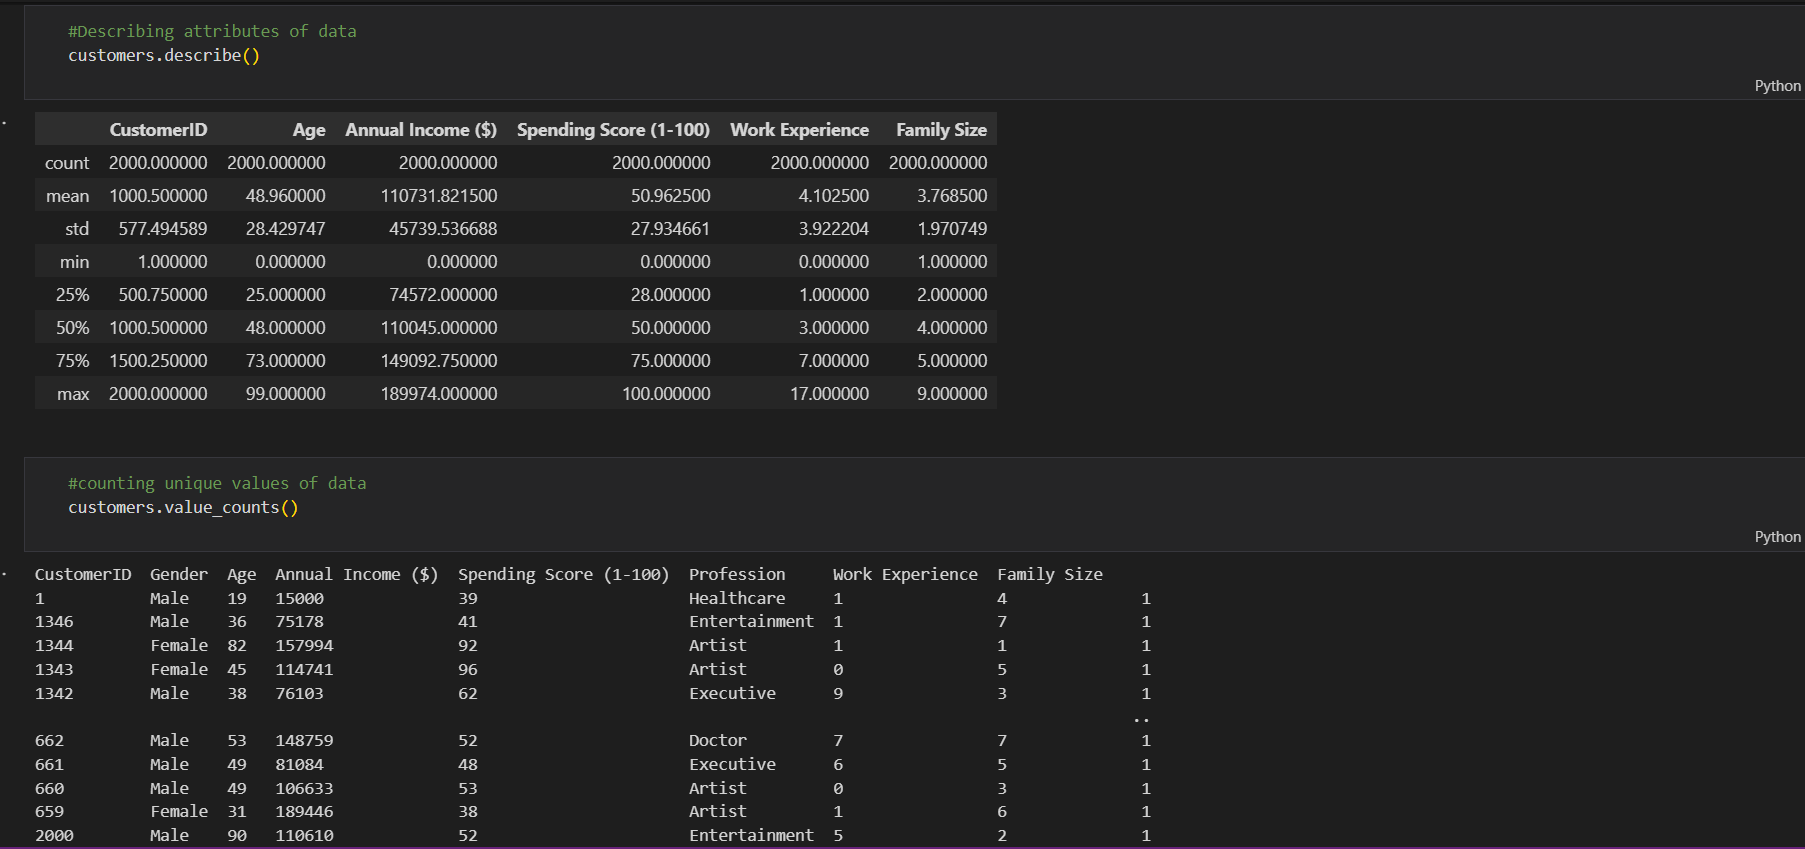 #Describing attributes of data
customers.describe()
Python
CustomerID Age Annual Income ($) Spending Score (1-100) Work Experience Family Size
count 2000.000000 2000.000000 2000.000000 2000.000000 2000.000000 2000.000000
mean 1000.500000 48.960000 110731.821500 50.962500 4.102500 3.768500
std 577.494589 28.429747 45739.536688 27.934661 3.922204 1.970749
min 1.000000 0.000000 0.000000 0.000000 0.000000 1.000000
25% 500.750000 25.000000 74572.000000 28.000000 1.000000 2.000000
50% 1000.500000 48.000000 110045.000000 50.000000 3.000000 4.000000
75% 1500.250000 73.000000 149092.750000 75.000000 7.000000 5.000000
max 2000.000000 99.000000 189974.000000 100.000000 17.000000 9.000000
#counting unique values of data
customers.value_counts()
Python
CustomerID Gender Age Annual Income ($) Spending Score (1-100) Profession Work Experience Family Size
1 Male 19 15000 39 Healthcare 1 4 1
1346 Male 36 75178 41 Entertainment 1 7 1
1344 Female 82 157994 92 Artist 1 1 1
1343 Female 45 114741 96 Artist 0 5 1
1342 Male 38 76103 62 Executive 9 3 1
..
662 Male 53 148759 52 Doctor 7 7 1
661 Male 49 81084 48 Executive 6 5 1
660 Male 49 106633 53 Artist 0 3 1
659 Female 31 189446 38 Artist 1 6 1
2000 Male 90 110610 52 Entertainment 5 2 1